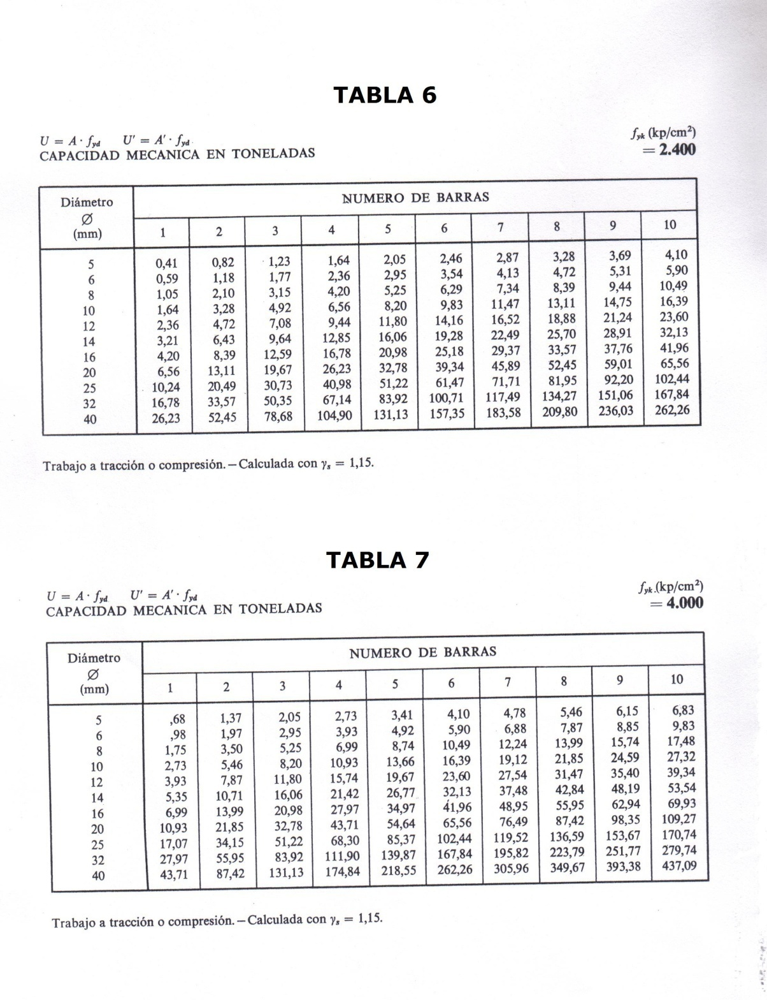 TABLA 6
U = A · fyd U' = A' · fyd
CAPACIDAD MECANICA EN TONELADAS
fyk (kp/cm²)
= 2.400
Diámetro
Ø
(mm)
NUMERO DE BARRAS
1 2 3 4 5 6 7 8 9 10
5 0,41 0,82 1,23 1,64 2,05 2,46 2,87 3,28 3,69 4,10
6 0,59 1,18 1,77 2,36 2,95 3,54 4,13 4,72 5,31 5,90
8 1,05 2,10 3,15 4,20 5,25 6,29 7,34 8,39 9,44 10,49
10 1,64 3,28 4,92 6,56 8,20 9,83 11,47 13,11 14,75 16,39
12 2,36 4,72 7,08 9,44 11,80 14,16 16,52 18,88 21,24 23,60
14 3,21 6,43 9,64 12,85 16,06 19,28 22,49 25,70 28,91 32,13
16 4,20 8,39 12,59 16,78 20,98 25,18 29,37 33,57 37,76 41,96
20 6,56 13,11 19,67 26,23 32,78 39,34 45,89 52,45 59,01 65,56
25 10,24 20,49 30,73 40,98 51,22 61,47 71,71 81,95 92,20 102,44
32 16,78 33,57 50,35 67,14 83,92 100,71 117,49 134,27 151,06 167,84
40 26,23 52,45 78,68 104,90 131,13 157,35 183,58 209,80 236,03 262,26
Trabajo a tracción o compresión. — Calculada con γs = 1,15.
TABLA 7
U = A · fyd U' = A' · fyd
CAPACIDAD MECANICA EN TONELADAS
fyk (kp/cm²)
= 4.000
Diámetro
Ø
(mm)
NUMERO DE BARRAS
1 2 3 4 5 6 7 8 9 10
5 ,68 1,37 2,05 2,73 3,41 4,10 4,78 5,46 6,15 6,83
6 ,98 1,97 2,95 3,93 4,92 5,90 6,88 7,87 8,85 9,83
8 1,75 3,50 5,25 6,99 8,74 10,49 12,24 13,99 15,74 17,48
10 2,73 5,46 8,20 10,93 13,66 16,39 19,12 21,85 24,59 27,32
12 3,93 7,87 11,80 15,74 19,67 23,60 27,54 31,47 35,40 39,34
14 5,35 10,71 16,06 21,42 26,77 32,13 37,48 42,84 48,19 53,54
16 6,99 13,99 20,98 27,97 34,97 41,96 48,95 55,95 62,94 69,93
20 10,93 21,85 32,78 43,71 54,64 65,56 76,49 87,42 98,35 109,27
25 17,07 34,15 51,22 68,30 85,37 102,44 119,52 136,59 153,67 170,74
32 27,97 55,95 83,92 111,90 139,87 167,84 195,82 223,79 251,77 279,74
40 43,71 87,42 131,13 174,84 218,55 262,26 305,96 349,67 393,38 437,09
Trabajo a tracción o compresión. — Calculada con γs = 1,15.